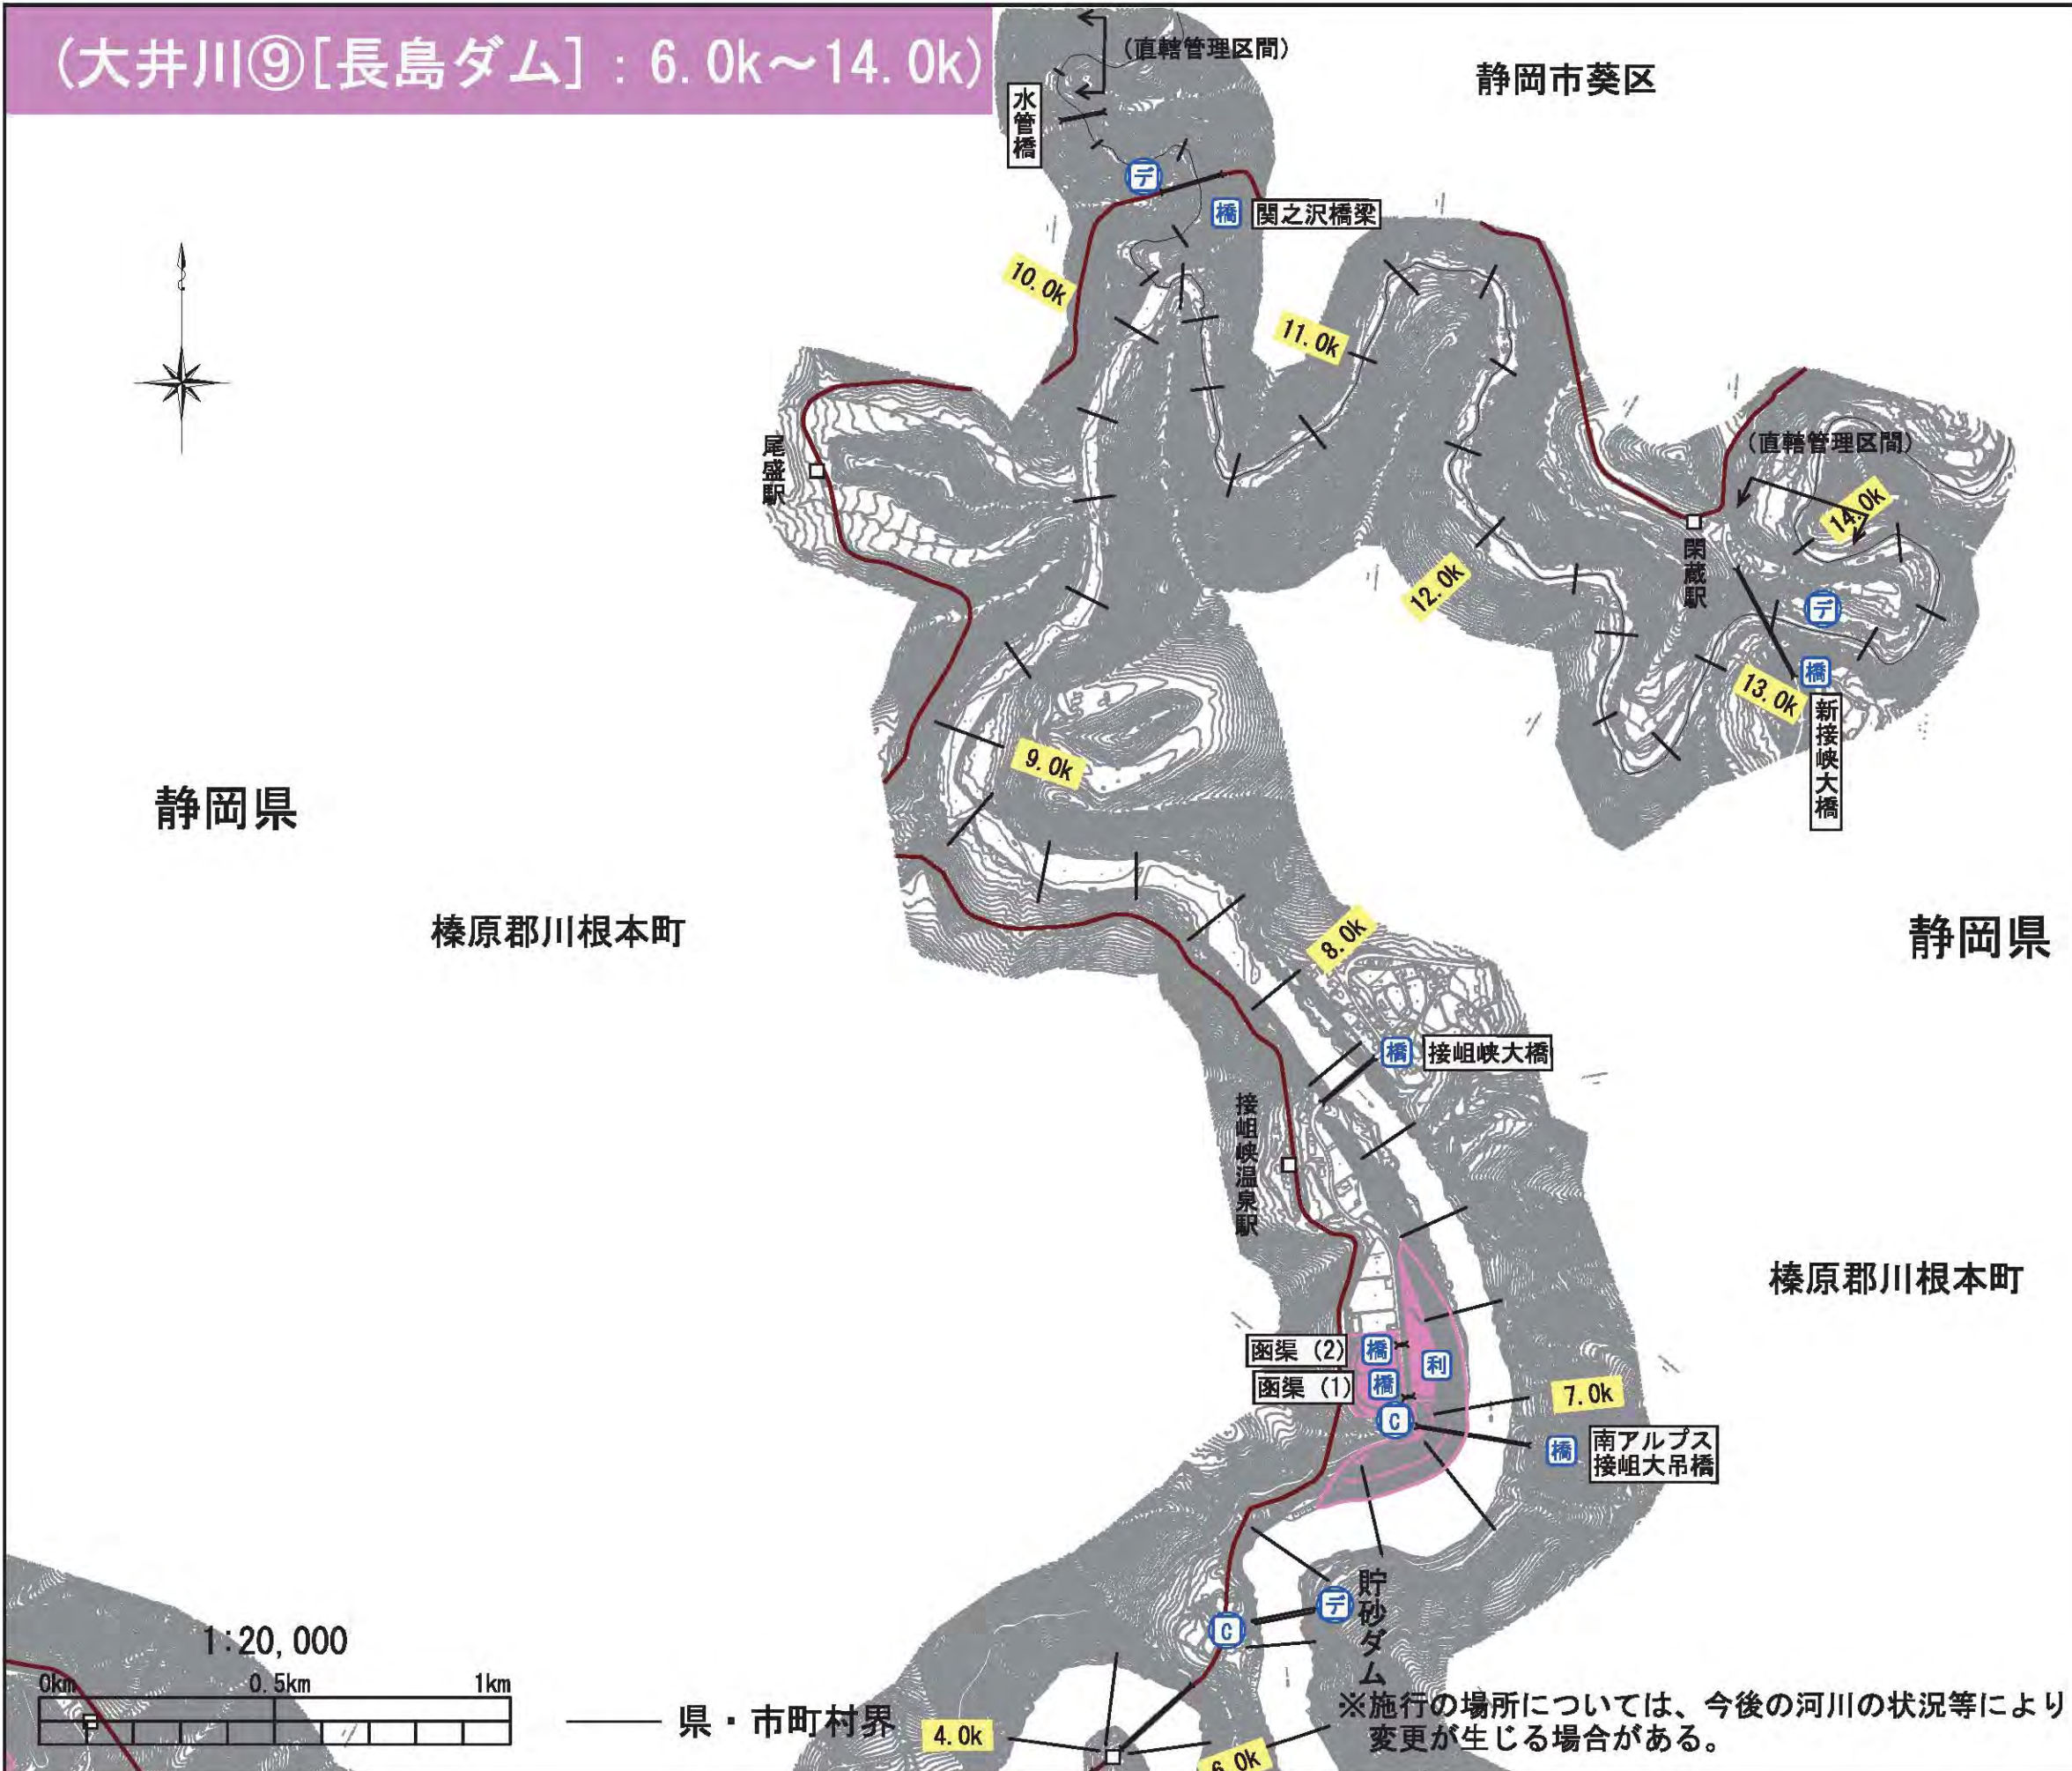 (大井川⑨[長島ダム] : 6.0k～14.0k)
(直轄管理区間)
静岡市葵区
水管橋
デ
橋
関之沢橋梁
10.0k
11.0k
尾盛駅
(直轄管理区間)
14.0k
閑蔵駅
12.0k
デ
橋
13.0k
新接岨峡大橋
9.0k
静岡県
榛原郡川根本町
8.0k
静岡県
橋
接岨峡大橋
接岨峡温泉駅
榛原郡川根本町
函渠 (2)
橋
利
函渠 (1)
橋
7.0k
C
橋
南アルプス
接岨大吊橋
貯砂ダム
デ
C
1:20,000
0km 0.5km 1km
県・市町村界
4.0k
6.0k
※施行の場所については、今後の河川の状況等により
変更が生じる場合がある。